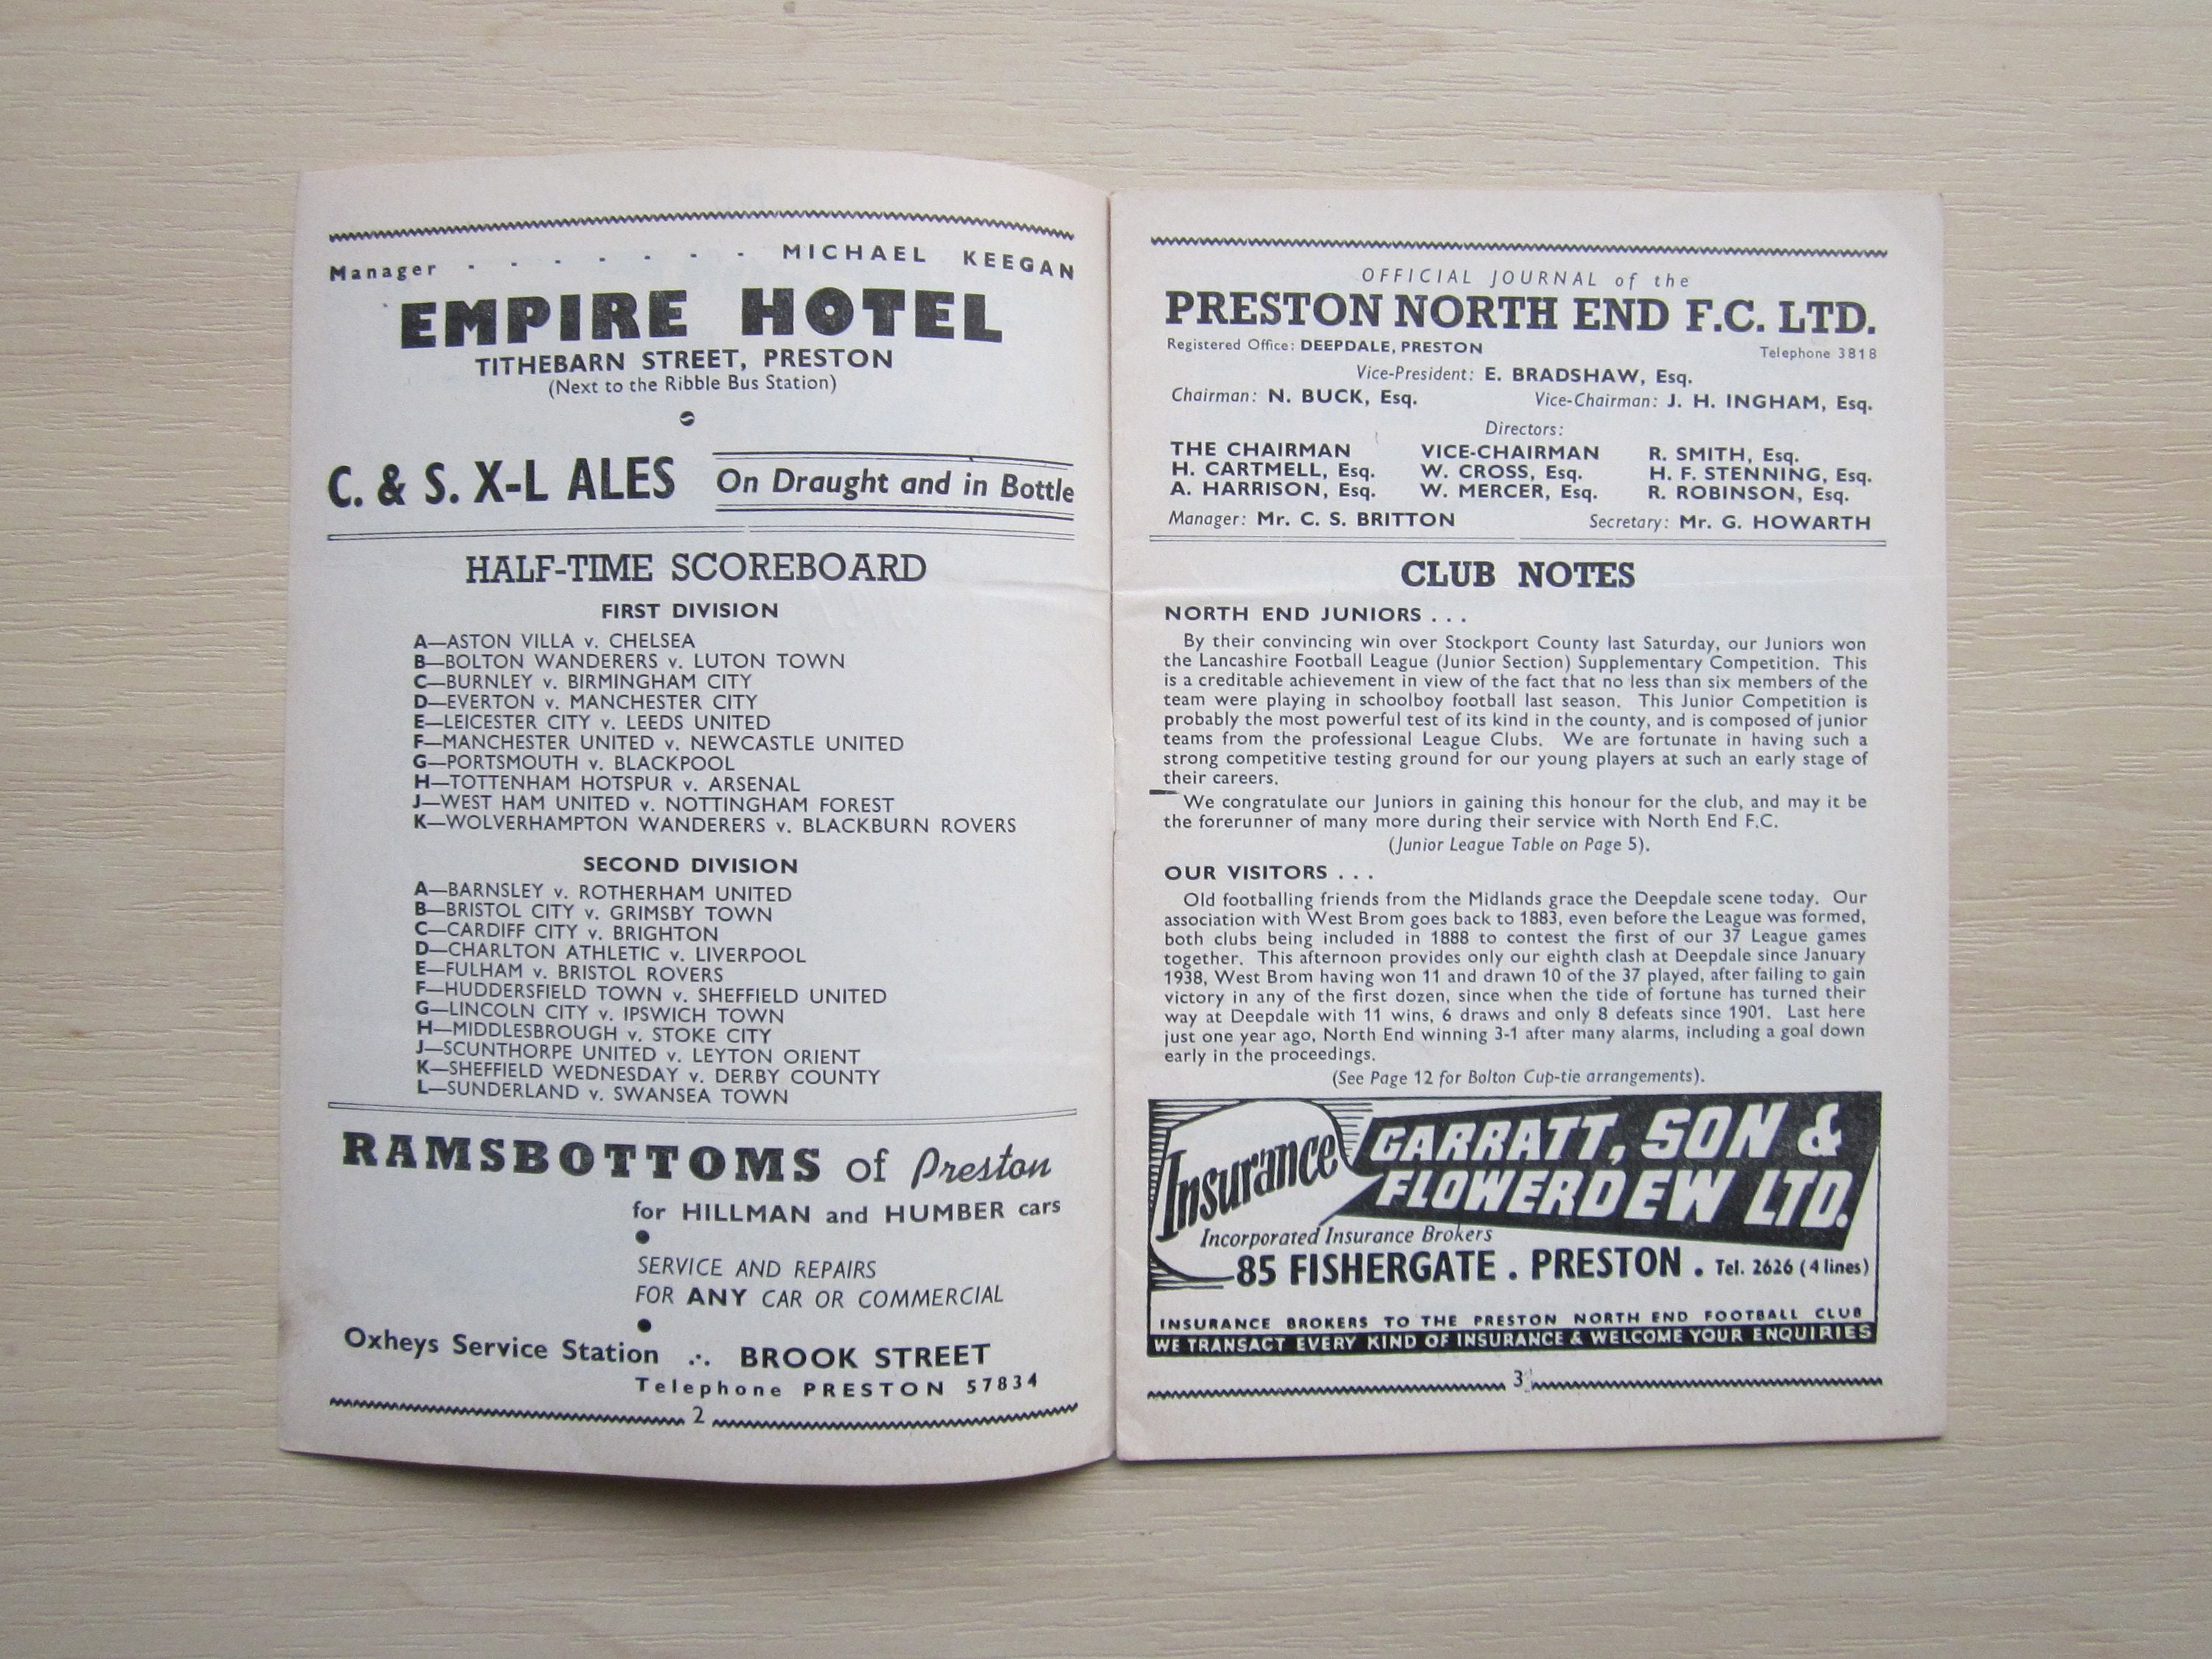 Manager - - - - - - - MICHAEL KEEGAN
EMPIRE HOTEL
TITHEBARN STREET, PRESTON
(Next to the Ribble Bus Station)
C. & S. X-L ALES On Draught and in Bottle
HALF-TIME SCOREBOARD
FIRST DIVISION
A—ASTON VILLA v. CHELSEA
B—BOLTON WANDERERS v. LUTON TOWN
C—BURNLEY v. BIRMINGHAM CITY
D—EVERTON v. MANCHESTER CITY
E—LEICESTER CITY v. LEEDS UNITED
F—MANCHESTER UNITED v. NEWCASTLE UNITED
G—PORTSMOUTH v. BLACKPOOL
H—TOTTENHAM HOTSPUR v. ARSENAL
J—WEST HAM UNITED v. NOTTINGHAM FOREST
K—WOLVERHAMPTON WANDERERS v. BLACKBURN ROVERS
SECOND DIVISION
A—BARNSLEY v. ROTHERHAM UNITED
B—BRISTOL CITY v. GRIMSBY TOWN
C—CARDIFF CITY v. BRIGHTON
D—CHARLTON ATHLETIC v. LIVERPOOL
E—FULHAM v. BRISTOL ROVERS
F—HUDDERSFIELD TOWN v. SHEFFIELD UNITED
G—LINCOLN CITY v. IPSWICH TOWN
H—MIDDLESBROUGH v. STOKE CITY
J—SCUNTHORPE UNITED v. LEYTON ORIENT
K—SHEFFIELD WEDNESDAY v. DERBY COUNTY
L—SUNDERLAND v. SWANSEA TOWN
RAMSBOTTOMS of Preston
for HILLMAN and HUMBER cars
SERVICE AND REPAIRS
FOR ANY CAR OR COMMERCIAL
Oxheys Service Station ∴ BROOK STREET
Telephone PRESTON 57834
2
OFFICIAL JOURNAL of the
PRESTON NORTH END F.C. LTD.
Registered Office: DEEPDALE, PRESTON Telephone 3818
Vice-President: E. BRADSHAW, Esq.
Chairman: N. BUCK, Esq. Vice-Chairman: J. H. INGHAM, Esq.
Directors:
THE CHAIRMAN VICE-CHAIRMAN R. SMITH, Esq.
H. CARTMELL, Esq. W. CROSS, Esq. H. F. STENNING, Esq.
A. HARRISON, Esq. W. MERCER, Esq. R. ROBINSON, Esq.
Manager: Mr. C. S. BRITTON Secretary: Mr. G. HOWARTH
CLUB NOTES
NORTH END JUNIORS . . .
By their convincing win over Stockport County last Saturday, our Juniors won
the Lancashire Football League (Junior Section) Supplementary Competition. This
is a creditable achievement in view of the fact that no less than six members of the
team were playing in schoolboy football last season. This Junior Competition is
probably the most powerful test of its kind in the county, and is composed of junior
teams from the professional League Clubs. We are fortunate in having such a
strong competitive testing ground for our young players at such an early stage of
their careers.
We congratulate our Juniors in gaining this honour for the club, and may it be
the forerunner of many more during their service with North End F.C.
(Junior League Table on Page 5).
OUR VISITORS . . .
Old footballing friends from the Midlands grace the Deepdale scene today. Our
association with West Brom goes back to 1883, even before the League was formed,
both clubs being included in 1888 to contest the first of our 37 League games
together. This afternoon provides only our eighth clash at Deepdale since January
1938, West Brom having won 11 and drawn 10 of the 37 played, after failing to gain
victory in any of the first dozen, since when the tide of fortune has turned their
way at Deepdale with 11 wins, 6 draws and only 8 defeats since 1901. Last here
just one year ago, North End winning 3-1 after many alarms, including a goal down
early in the proceedings.
(See Page 12 for Bolton Cup-tie arrangements).
Insurance
GARRATT, SON &
FLOWERDEW LTD.
Incorporated Insurance Brokers
85 FISHERGATE . PRESTON . Tel. 2626 (4 lines)
INSURANCE BROKERS TO THE PRESTON NORTH END FOOTBALL CLUB
WE TRANSACT EVERY KIND OF INSURANCE & WELCOME YOUR ENQUIRIES
3